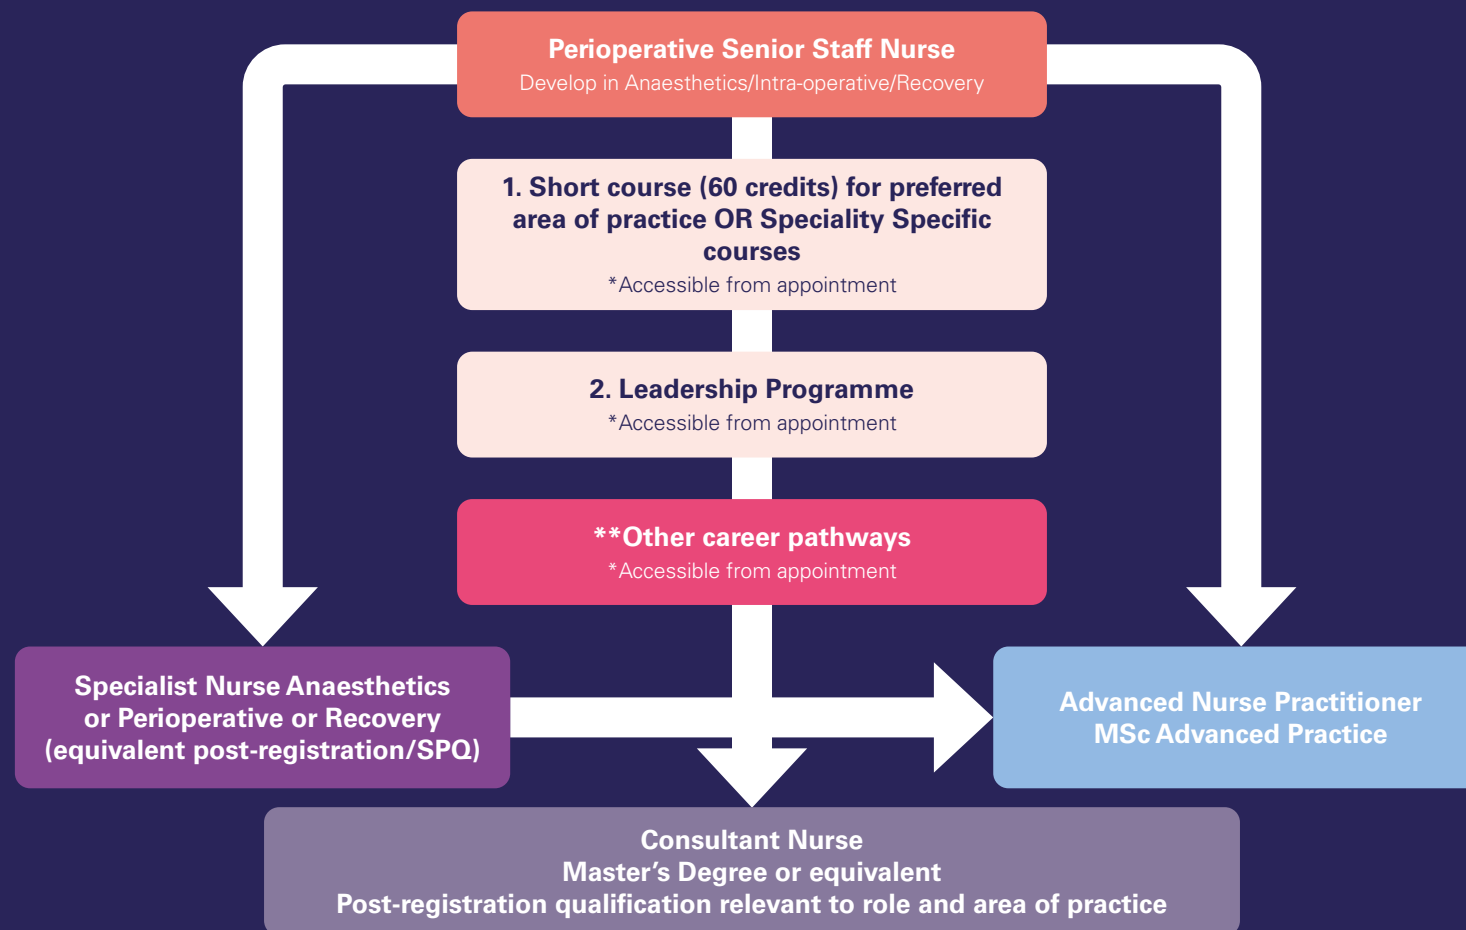 Perioperative Senior Staff Nurse
Develop in Anaesthetics/Intra-operative/Recovery
1. Short course (60 credits) for preferred
area of practice OR Speciality Specific
courses
*Accessible from appointment
2. Leadership Programme
*Accessible from appointment
**Other career pathways
*Accessible from appointment
Specialist Nurse Anaesthetics
or Perioperative or Recovery
(equivalent post-registration/SPQ)
Advanced Nurse Practitioner
MSc Advanced Practice
Consultant Nurse
Master’s Degree or equivalent
Post-registration qualification relevant to role and area of practice